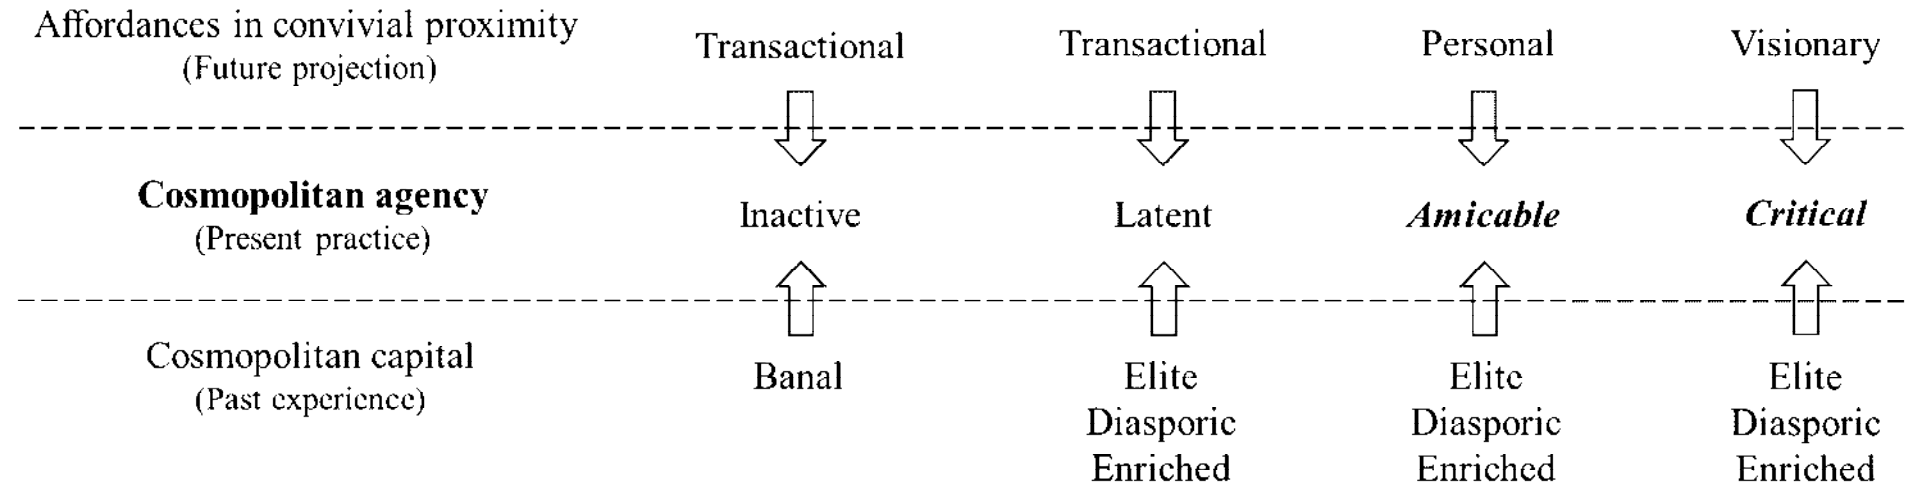 Affordances in convivial proximity
(Future projection)
Transactional Transactional Personal Visionary
Cosmopolitan agency
(Present practice)
Inactive Latent Amicable Critical
Cosmopolitan capital
(Past experience)
Banal Elite Elite Elite
Diasporic Diasporic Diasporic
Enriched Enriched Enriched